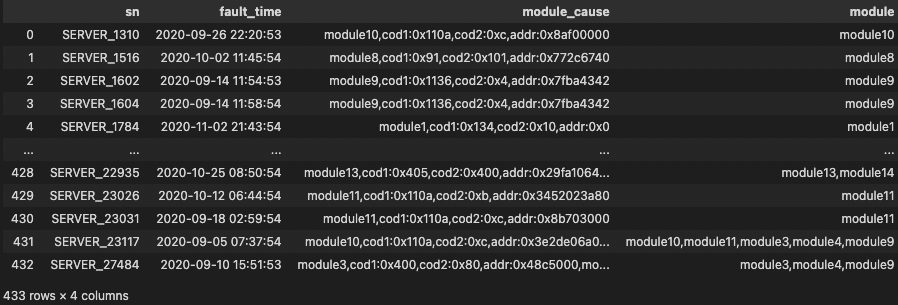 sn fault_time module_cause module
0 SERVER_1310 2020-09-26 22:20:53 module10,cod1:0x110a,cod2:0xc,addr:0x8af00000 module10
1 SERVER_1516 2020-10-02 11:45:54 module8,cod1:0x91,cod2:0x101,addr:0x772c6740 module8
2 SERVER_1602 2020-09-14 11:54:53 module9,cod1:0x1136,cod2:0x4,addr:0x7fba4342 module9
3 SERVER_1604 2020-09-14 11:58:54 module9,cod1:0x1136,cod2:0x4,addr:0x7fba4342 module9
4 SERVER_1784 2020-11-02 21:43:54 module1,cod1:0x134,cod2:0x10,addr:0x0 module1
... ... ... ... ...
428 SERVER_22935 2020-10-25 08:50:54 module13,cod1:0x405,cod2:0x400,addr:0x29fa1064... module13,module14
429 SERVER_23026 2020-10-12 06:44:54 module11,cod1:0x110a,cod2:0xb,addr:0x3452023a80 module11
430 SERVER_23031 2020-09-18 02:59:54 module11,cod1:0x110a,cod2:0xc,addr:0x8b703000 module11
431 SERVER_23117 2020-09-05 07:37:54 module10,cod1:0x110a,cod2:0xc,addr:0x3e2de06a0... module10,module11,module3,module4,module9
432 SERVER_27484 2020-09-10 15:51:53 module3,cod1:0x400,cod2:0x80,addr:0x48c5000,mo... module3,module4,module9
433 rows × 4 columns